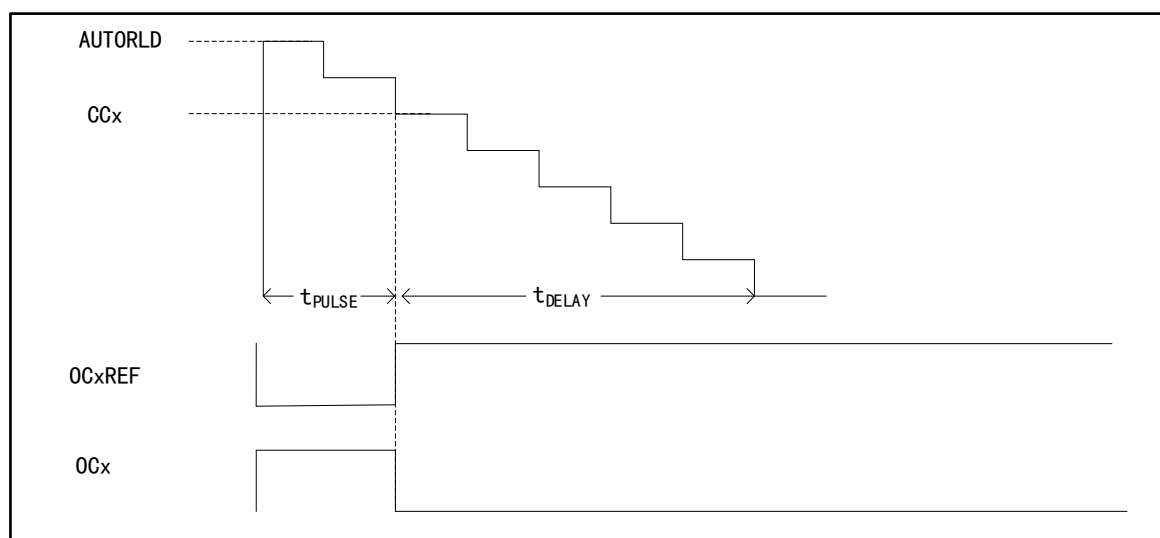 AUTORLD
CCx
tPULSE
tDELAY
OCxREF
OCx